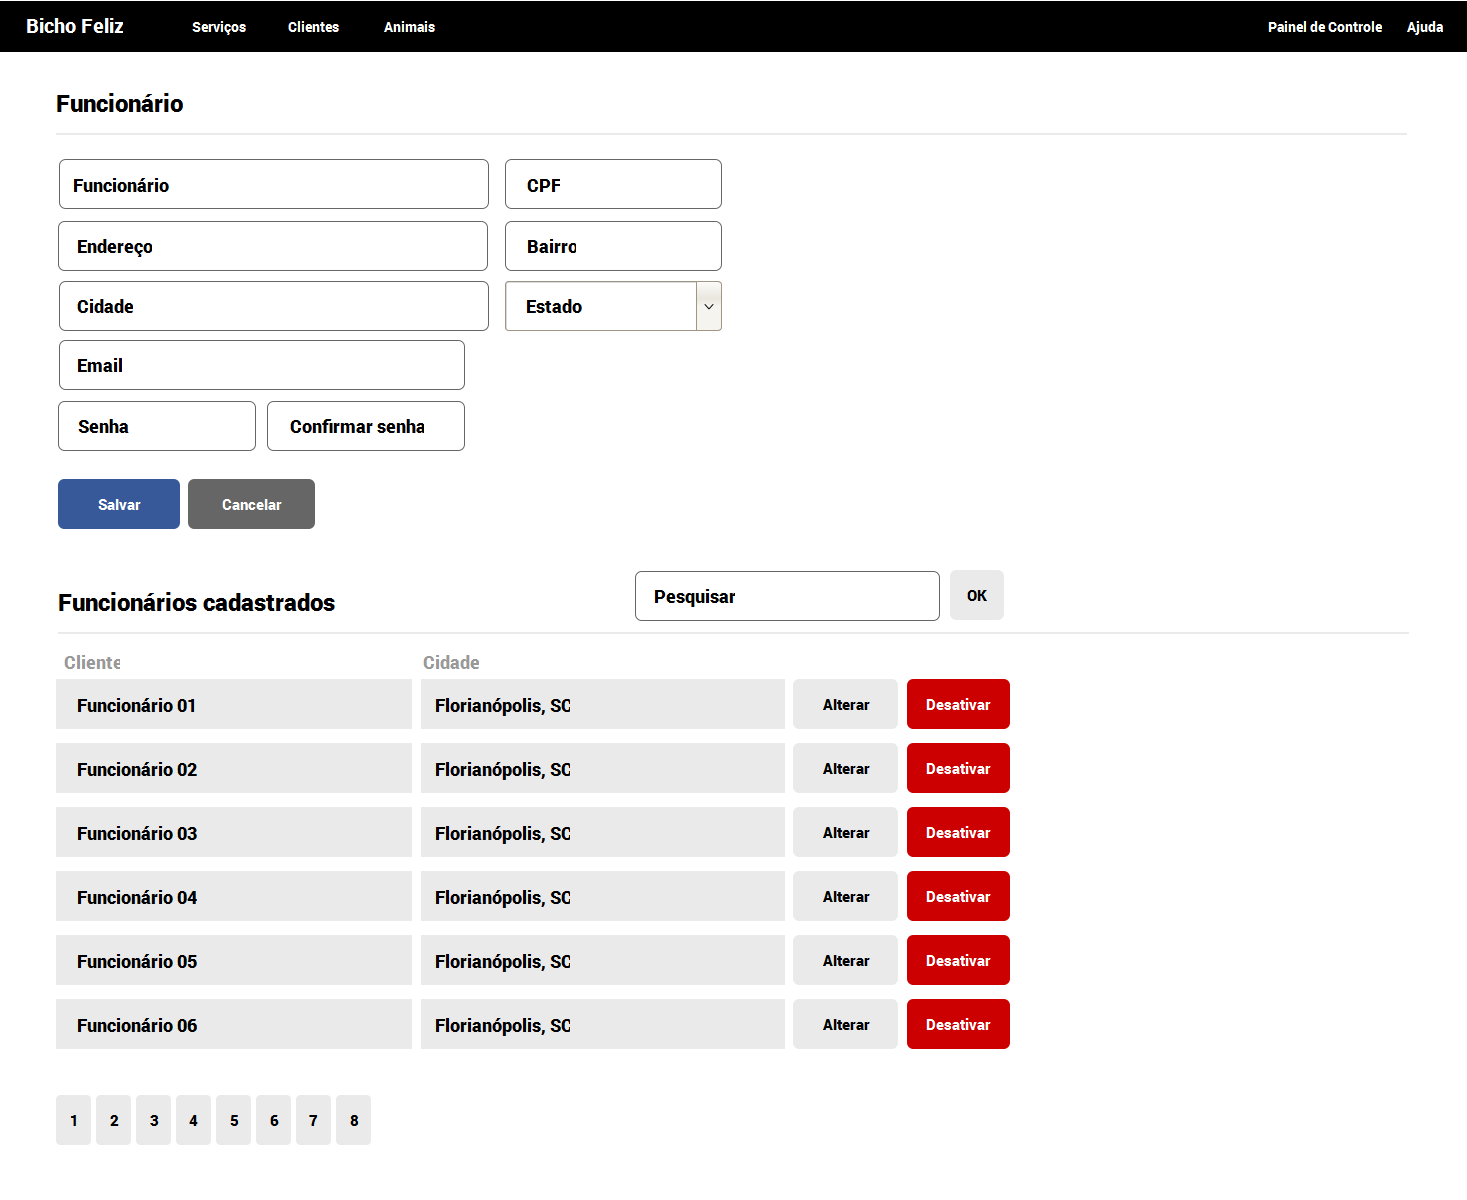 Bicho Feliz Serviços Clientes Animais Painel de Controle Ajuda
Funcionário
Funcionário CPF
Endereço Bairro
Cidade Estado
Email
Senha Confirmar senha
Salvar Cancelar
Funcionários cadastrados Pesquisar OK
Cliente Cidade
Funcionário 01 Florianópolis, SC Alterar Desativar
Funcionário 02 Florianópolis, SC Alterar Desativar
Funcionário 03 Florianópolis, SC Alterar Desativar
Funcionário 04 Florianópolis, SC Alterar Desativar
Funcionário 05 Florianópolis, SC Alterar Desativar
Funcionário 06 Florianópolis, SC Alterar Desativar
1 2 3 4 5 6 7 8